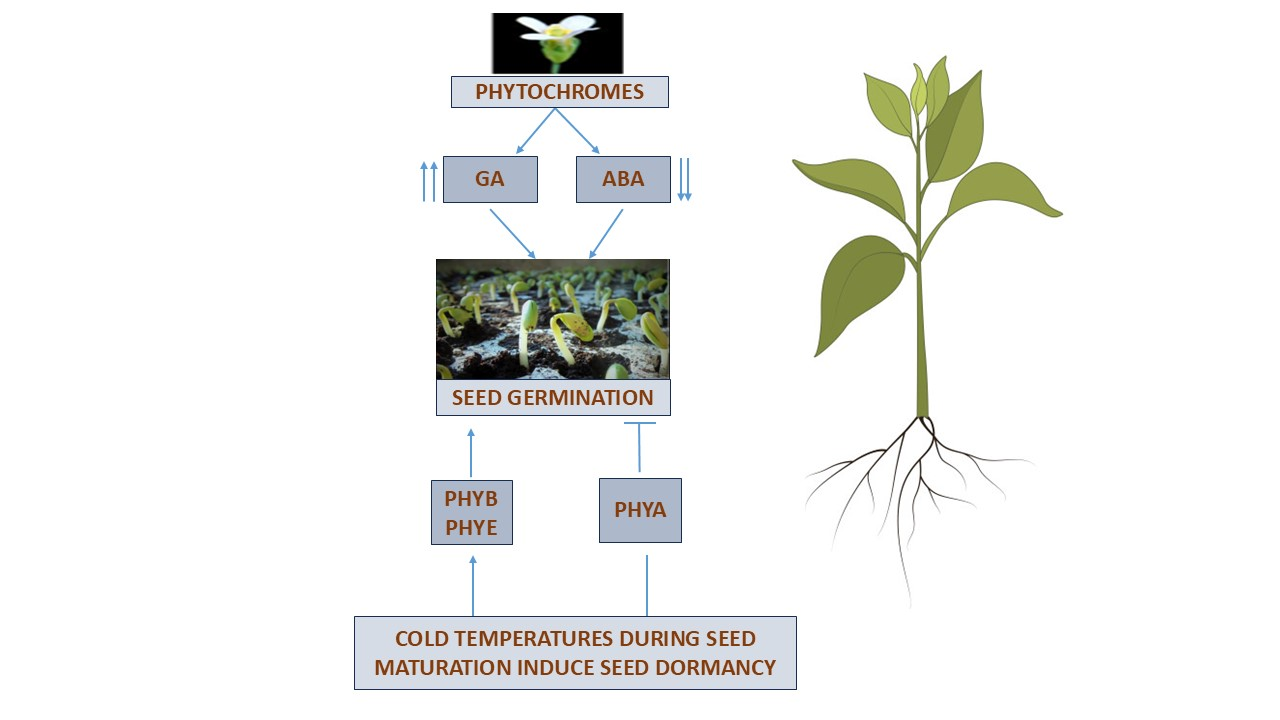 PHYTOCHROMES
GA
ABA
SEED GERMINATION
PHYB
PHYE
PHYA
COLD TEMPERATURES DURING SEED
MATURATION INDUCE SEED DORMANCY